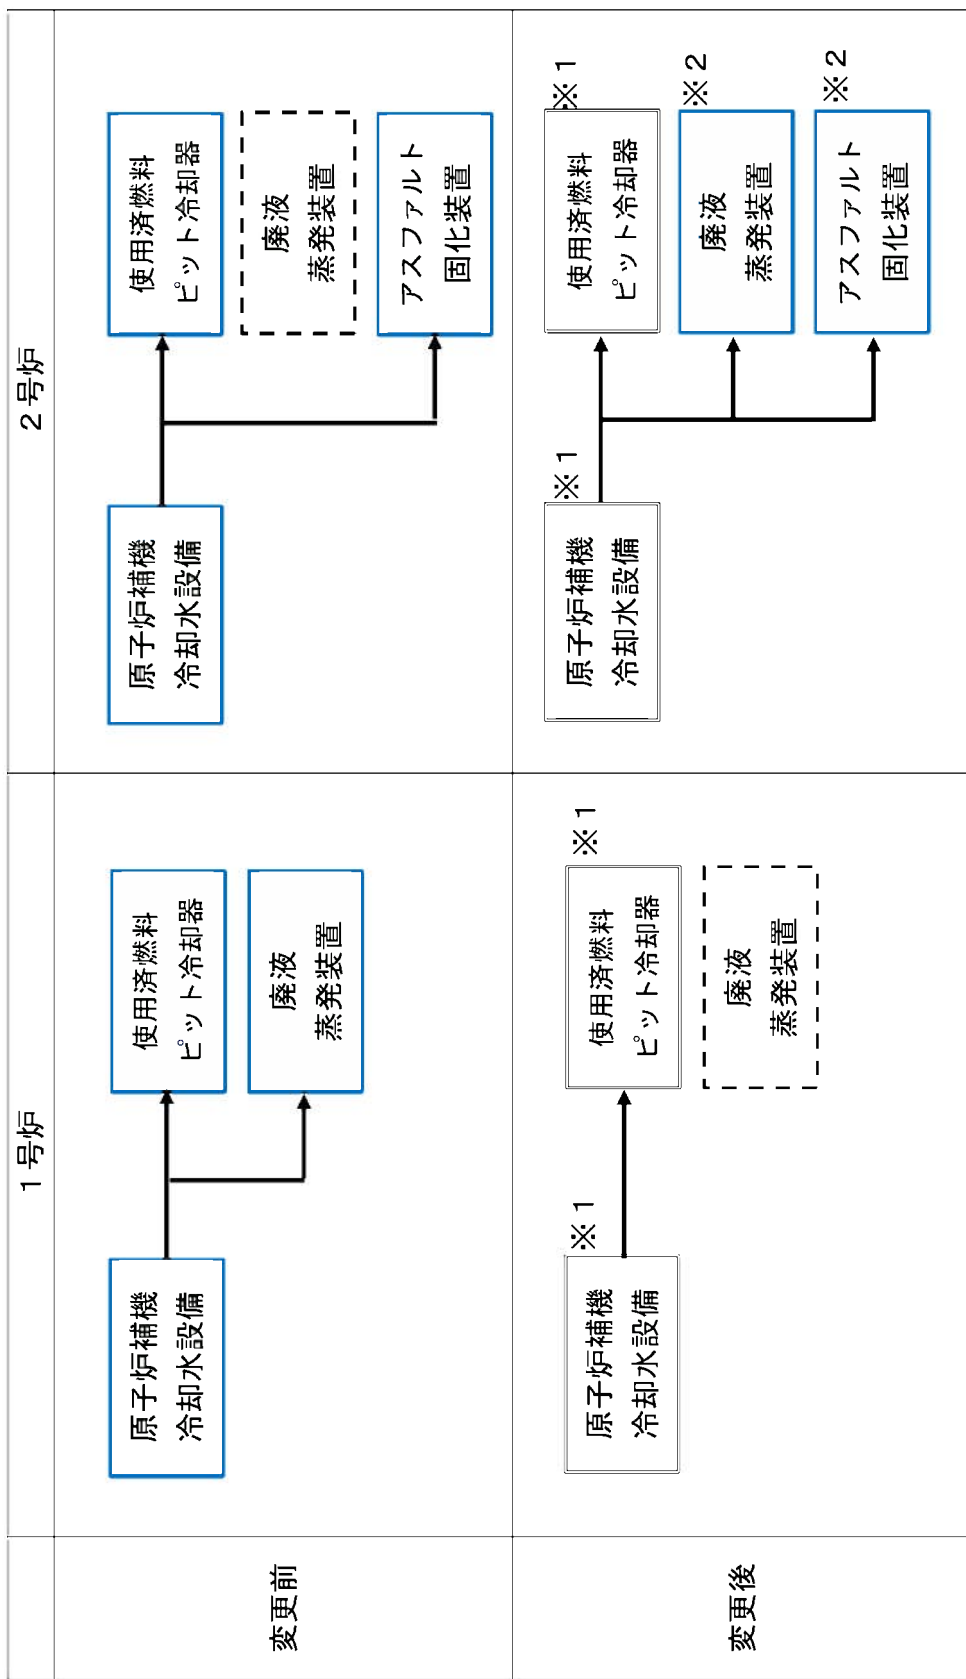 1号炉
2号炉
変更前
原子炉補機
冷却水設備
使用済燃料
ピット冷却器
廃液
蒸発装置
原子炉補機
冷却水設備
使用済燃料
ピット冷却器
廃液
蒸発装置
アスファルト
固化装置
変更後
原子炉補機
冷却水設備
※1
使用済燃料
ピット冷却器
※1
廃液
蒸発装置
原子炉補機
冷却水設備
※1
使用済燃料
ピット冷却器
※1
廃液
蒸発装置
※2
アスファルト
固化装置
※2